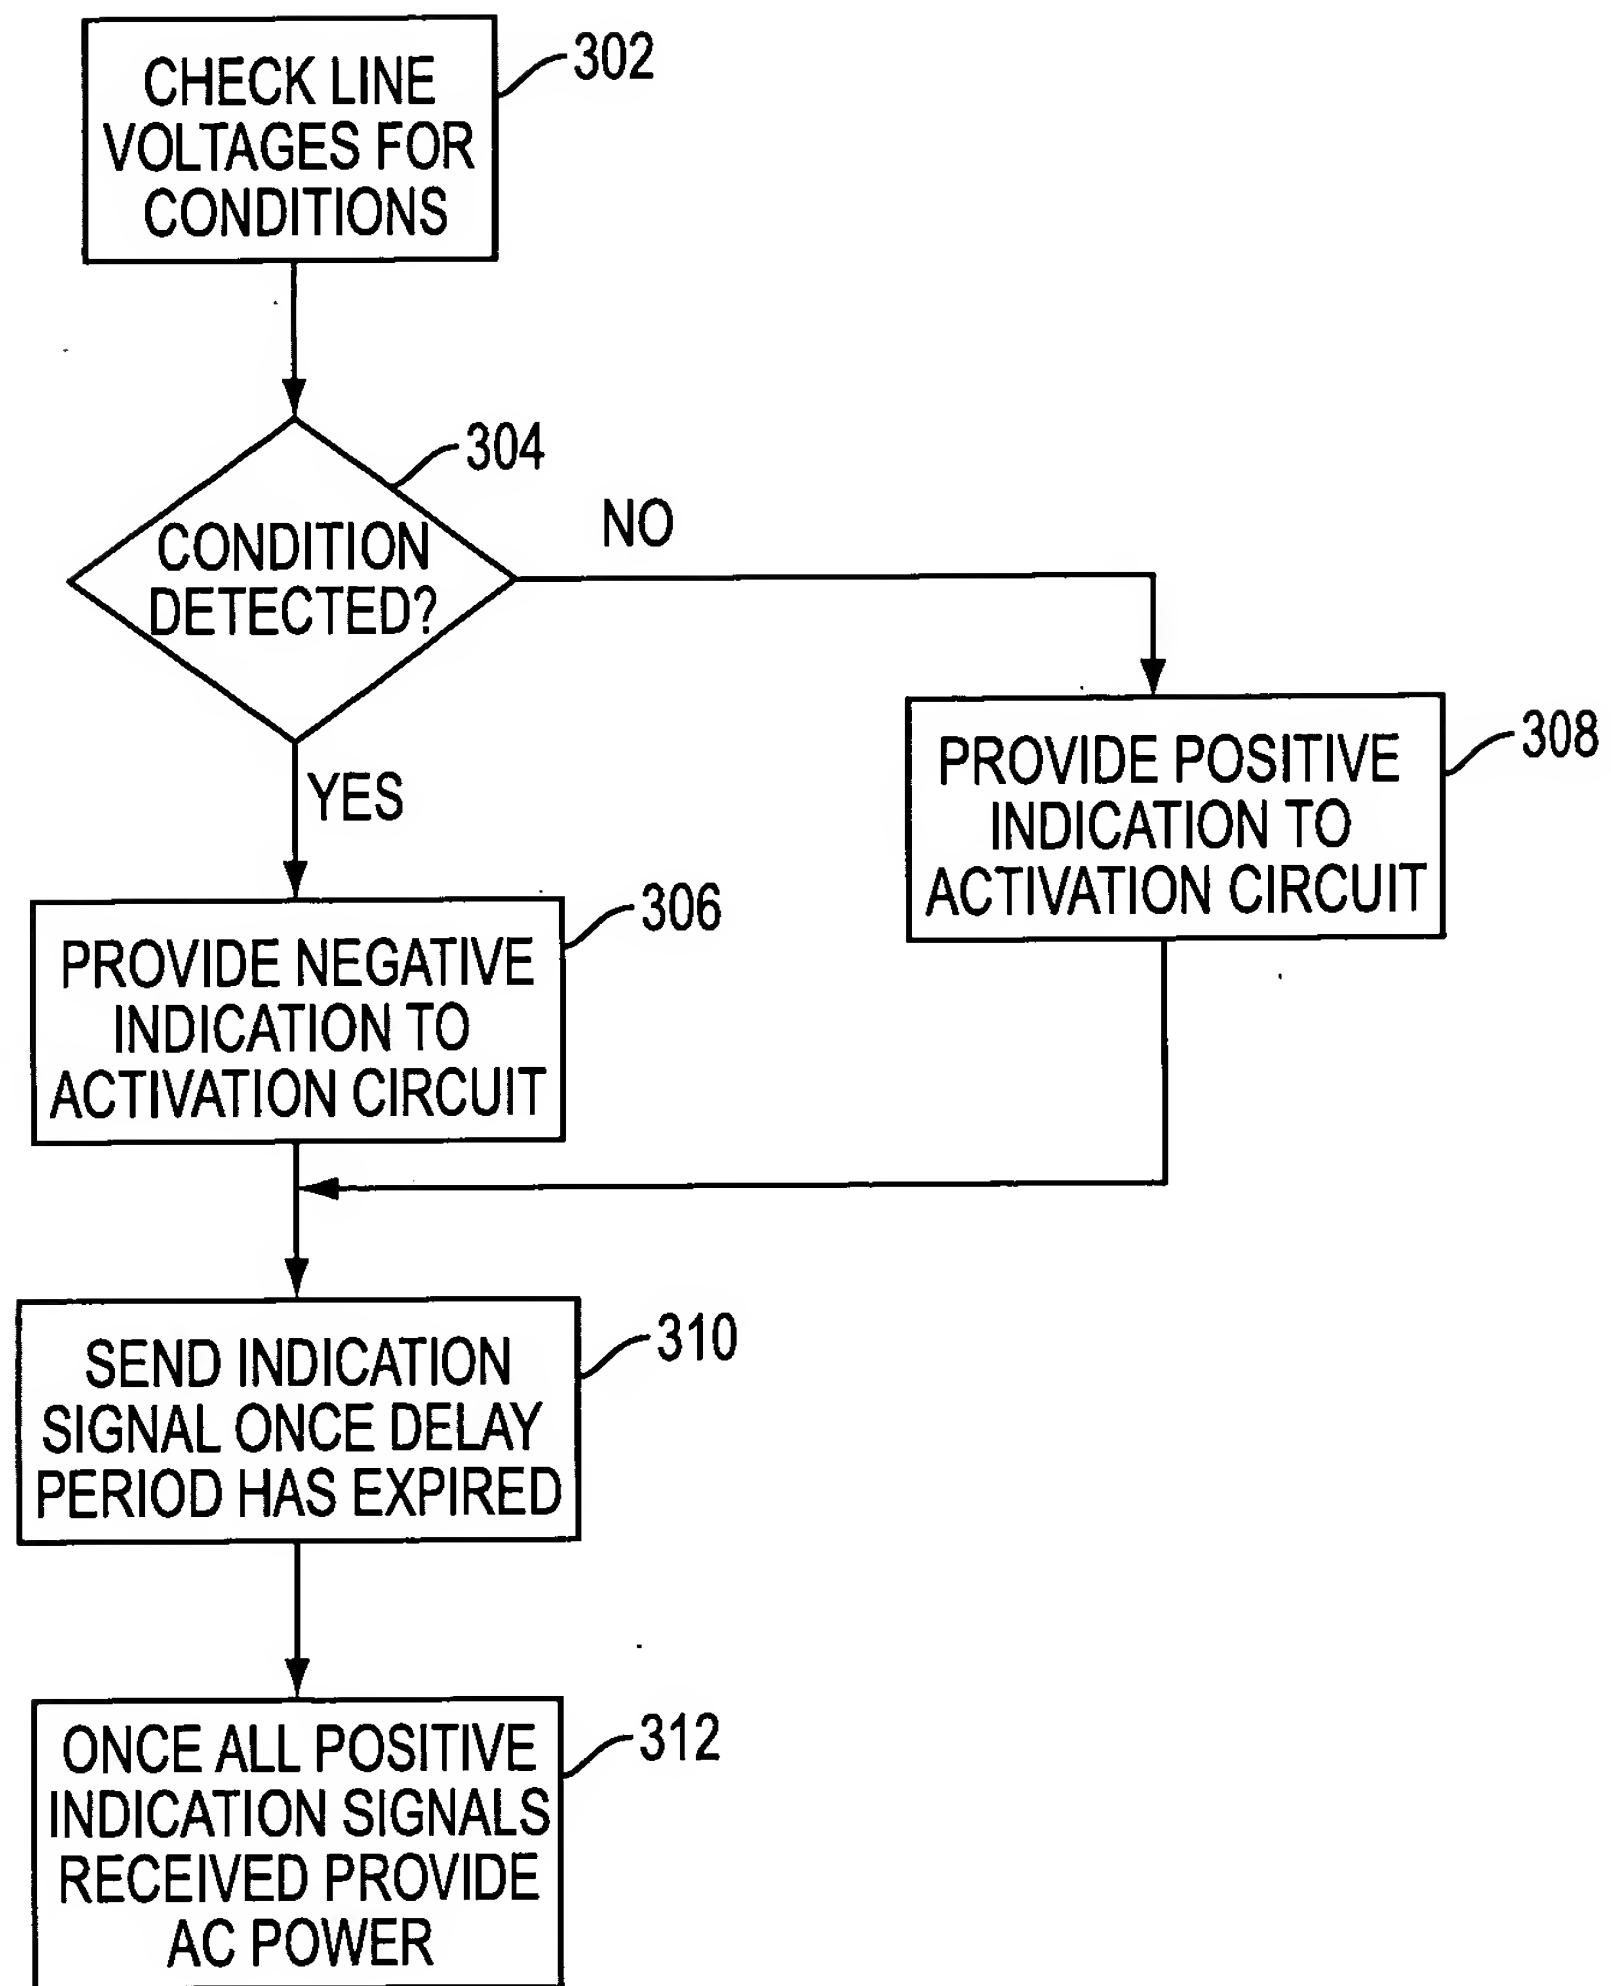 CHECK LINE
VOLTAGES FOR
CONDITIONS
302
304
CONDITION
DETECTED?
NO
YES
PROVIDE POSITIVE
INDICATION TO
ACTIVATION CIRCUIT
308
PROVIDE NEGATIVE
INDICATION TO
ACTIVATION CIRCUIT
306
SEND INDICATION
SIGNAL ONCE DELAY
PERIOD HAS EXPIRED
310
ONCE ALL POSITIVE
INDICATION SIGNALS
RECEIVED PROVIDE
AC POWER
312